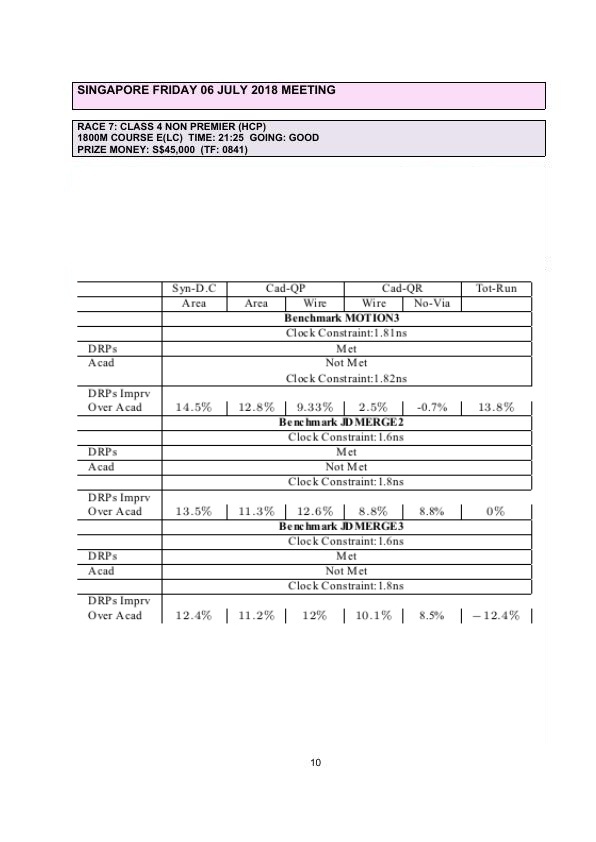 SINGAPORE FRIDAY 06 JULY 2018 MEETING
RACE 7: CLASS 4 NON PREMIER (HCP)
1800M COURSE E(LC) TIME: 21:25 GOING: GOOD
PRIZE MONEY: S$45,000 (TF: 0841)
Syn-D.C Cad-QP Cad-QR Tot-Run
Area Area Wire Wire No-Via
Benchmark MOTION3
Clock Constraint:1.81ns
DRPs Met
Acad Not Met
Clock Constraint:1.82ns
DRPs Imprv
Over Acad 14.5% 12.8% 9.33% 2.5% -0.7% 13.8%
Benchmark JDMERGE2
Clock Constraint:1.6ns
DRPs Met
Acad Not Met
Clock Constraint:1.8ns
DRPs Imprv
Over Acad 13.5% 11.3% 12.6% 8.8% 8.8% 0%
Benchmark JDMERGE3
Clock Constraint:1.6ns
DRPs Met
Acad Not Met
Clock Constraint:1.8ns
DRPs Imprv
Over Acad 12.4% 11.2% 12% 10.1% 8.5% −12.4%
10